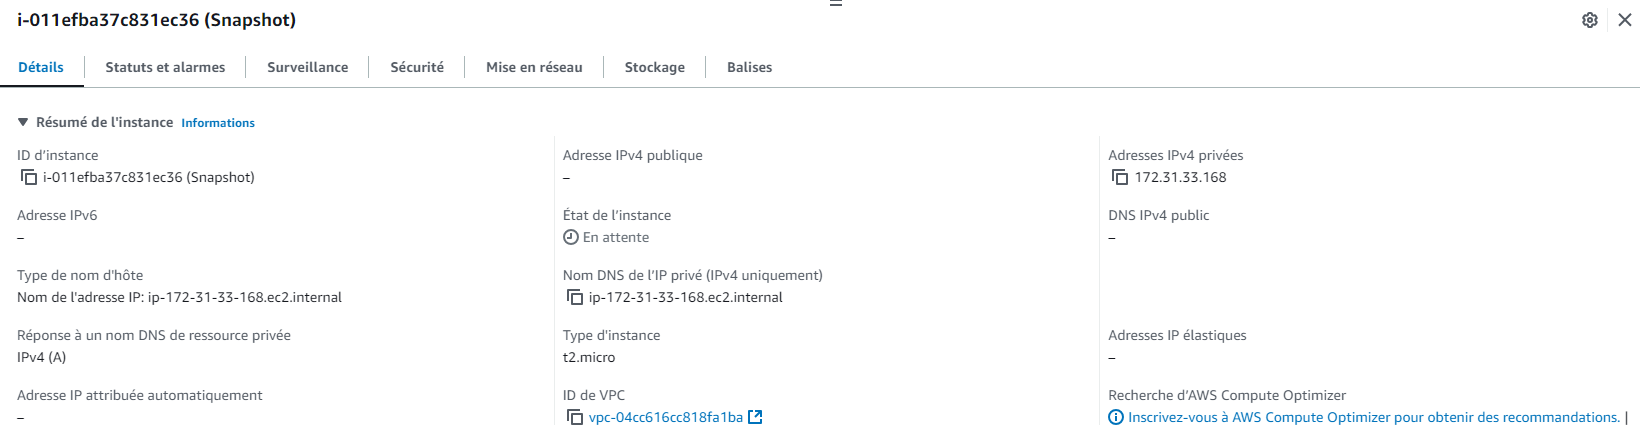 i-011efba37c831ec36 (Snapshot)
Détails
Statuts et alarmes
Surveillance
Sécurité
Mise en réseau
Stockage
Balises
Résumé de l'instance Informations
ID d'instance
i-011efba37c831ec36 (Snapshot)
Adresse IPv4 publique
–
Adresses IPv4 privées
172.31.33.168
Adresse IPv6
–
État de l'instance
En attente
DNS IPv4 public
–
Type de nom d'hôte
Nom de l'adresse IP: ip-172-31-33-168.ec2.internal
Nom DNS de l'IP privé (IPv4 uniquement)
ip-172-31-33-168.ec2.internal
Réponse à un nom DNS de ressource privée
IPv4 (A)
Type d'instance
t2.micro
Adresses IP élastiques
–
Adresse IP attribuée automatiquement
–
ID de VPC
vpc-04cc616cc818fa1ba
Recherche d'AWS Compute Optimizer
Inscrivez-vous à AWS Compute Optimizer pour obtenir des recommandations. |